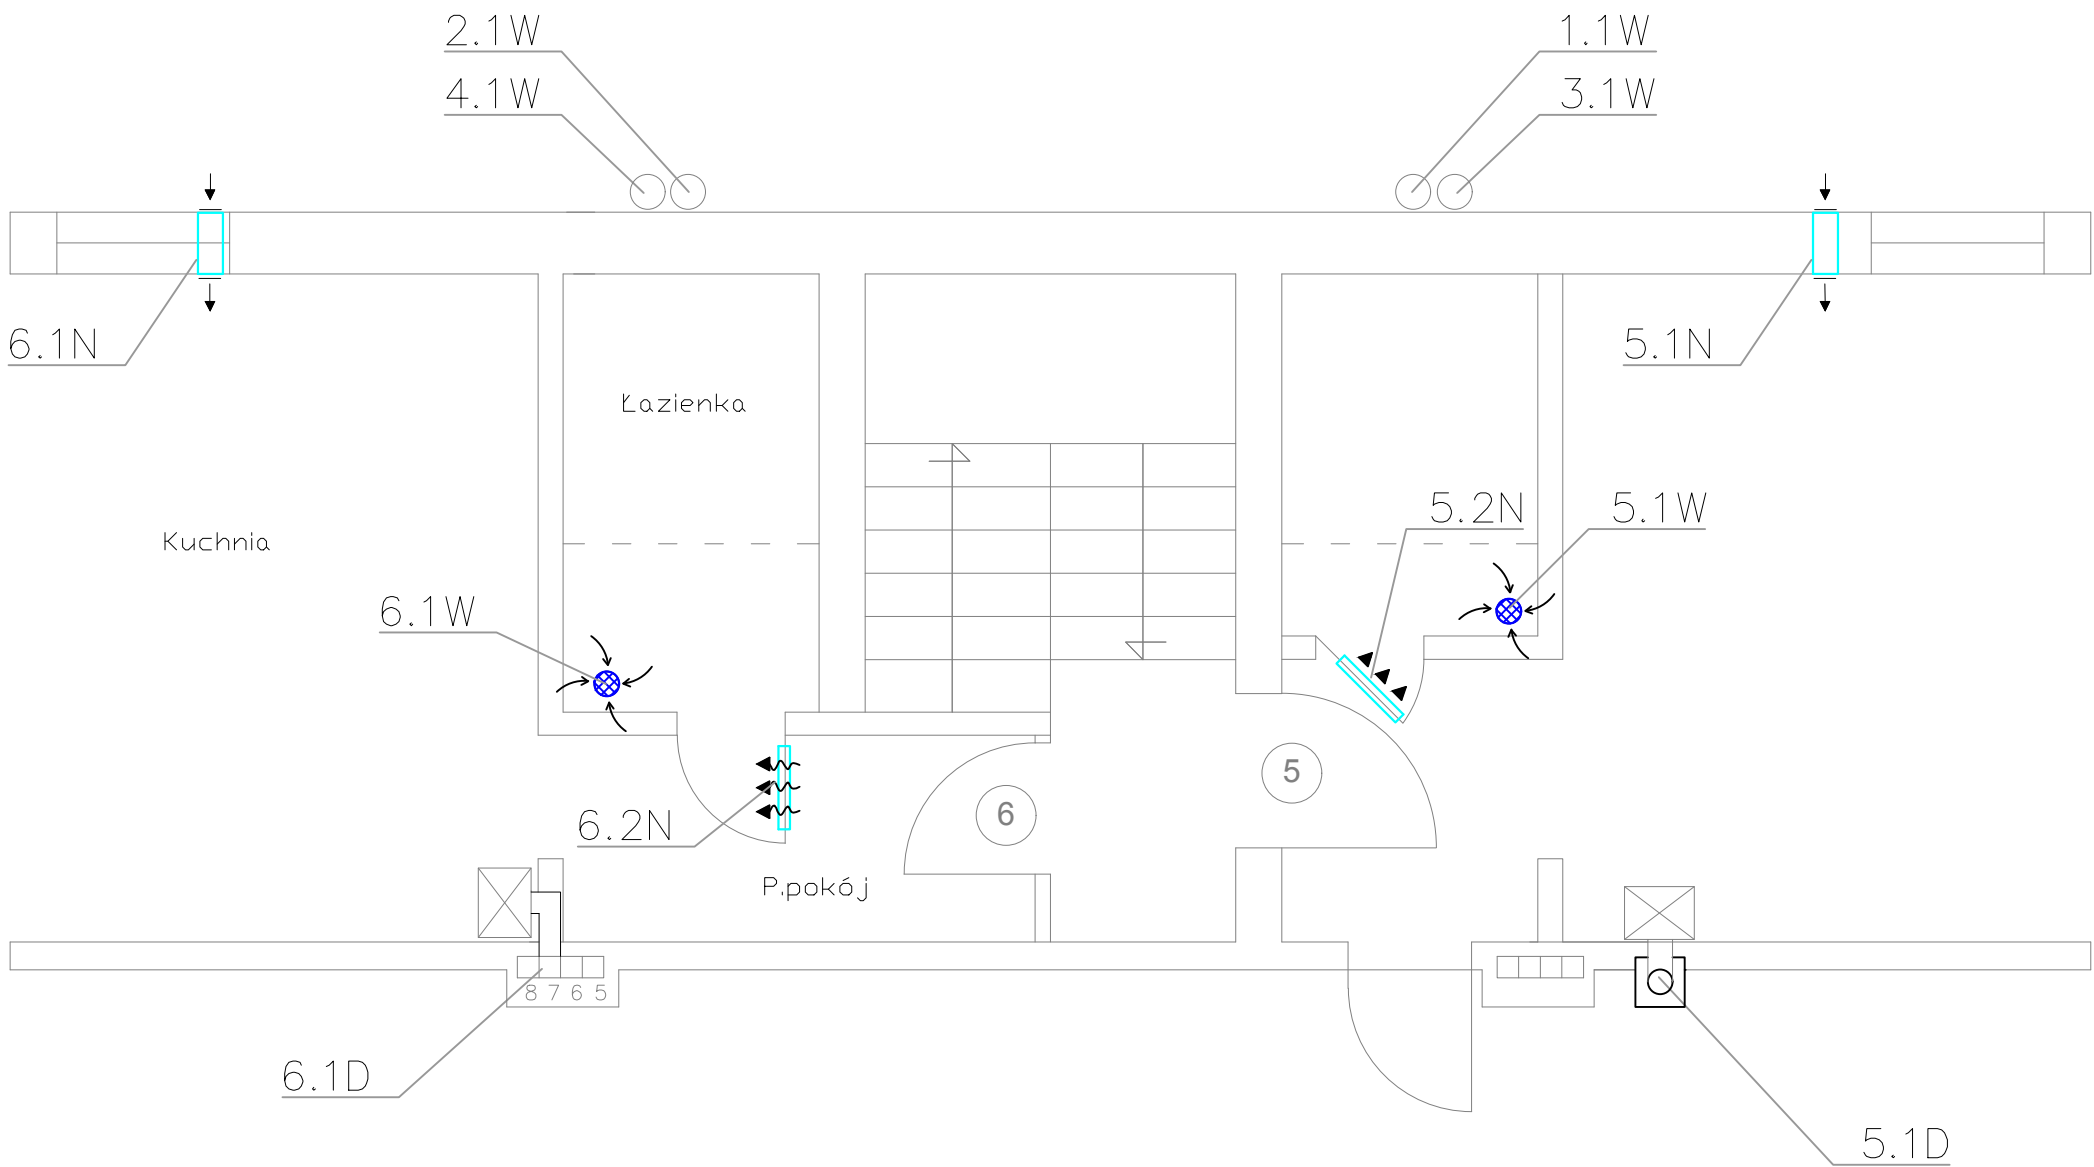 2.1W
1.1W
4.1W
3.1W
6.1N
5.1N
Łazienka
5.2N
5.1W
Kuchnia
6.1W
5
6
6.2N
P.pokój
8 7 6 5
6.1D
5.1D